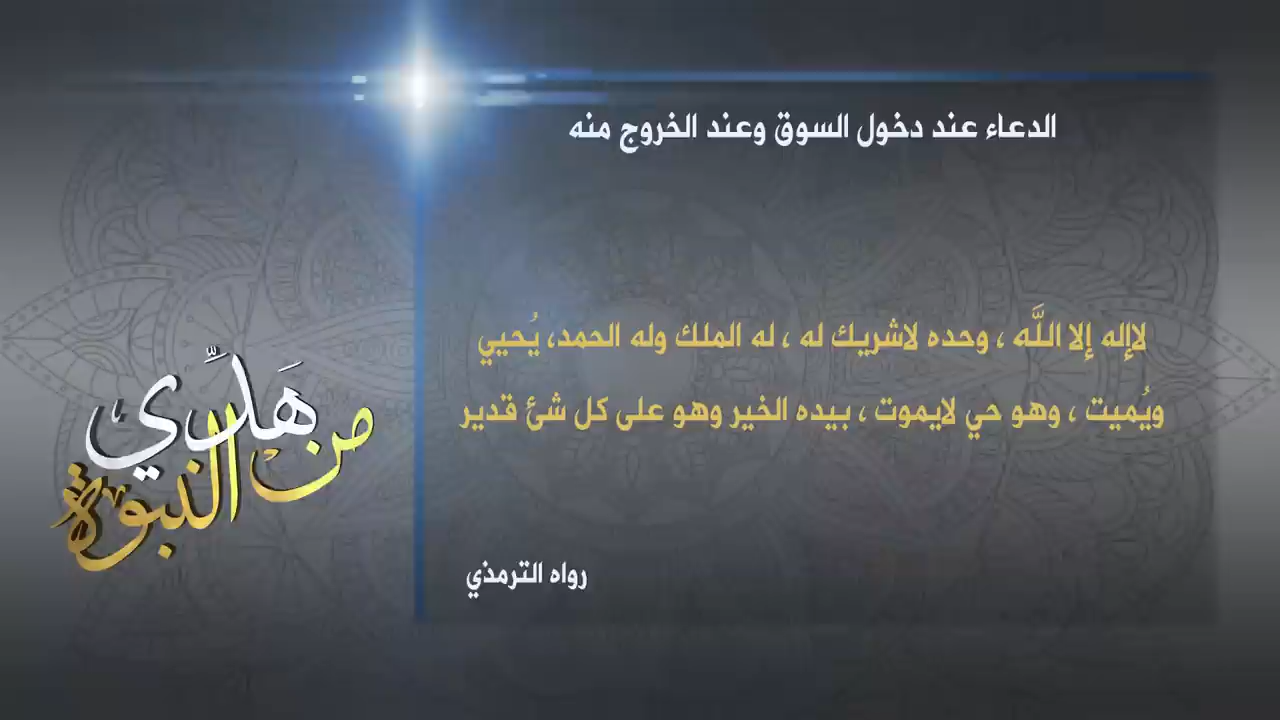 الدعاء عند دخول السوق وعند الخروج منه
لاإله إلا اللَّه ، وحده لاشريك له ، له الملك وله الحمد، يُحيي
ويُميت ، وهو حي لايموت ، بيده الخير وهو على كل شئ قدير
رواه الترمذي
من هَدِّي
النبوة